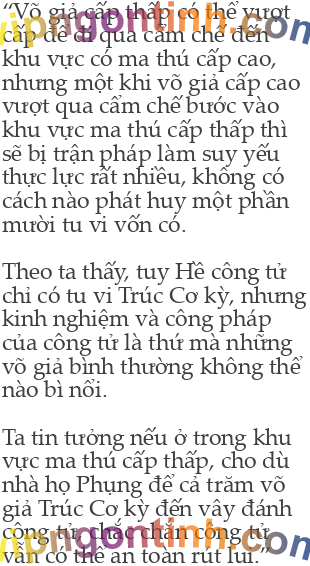 “Võ giả cấp thấp có thể vượt
cấp để đi qua cấm chế đến
khu vực có ma thú cấp cao,
nhưng một khi võ giả cấp cao
vượt qua cẩm chế bước vào
khu vực ma thú cấp thấp thì
sẽ bị trận pháp làm suy yếu
thực lực rất nhiều, không có
cách nào phát huy một phần
mười tu vi vốn có.
Theo ta thấy, tuy Hề công tử
chỉ có tu vi Trúc Cơ kỳ, nhưng
kinh nghiệm và công pháp
của công tử là thứ mà những
võ giả bình thường không thể
nào bì nổi.
Ta tin tưởng nếu ở trong khu
vực ma thú cấp thấp, cho dù
nhà họ Phụng để cả trăm võ
giả Trúc Cơ kỳ đến vây đánh
công tử, chắc chắn công tử
vẫn có thể an toàn rút lui.”
vipngontinh.com
vipngontinh.com